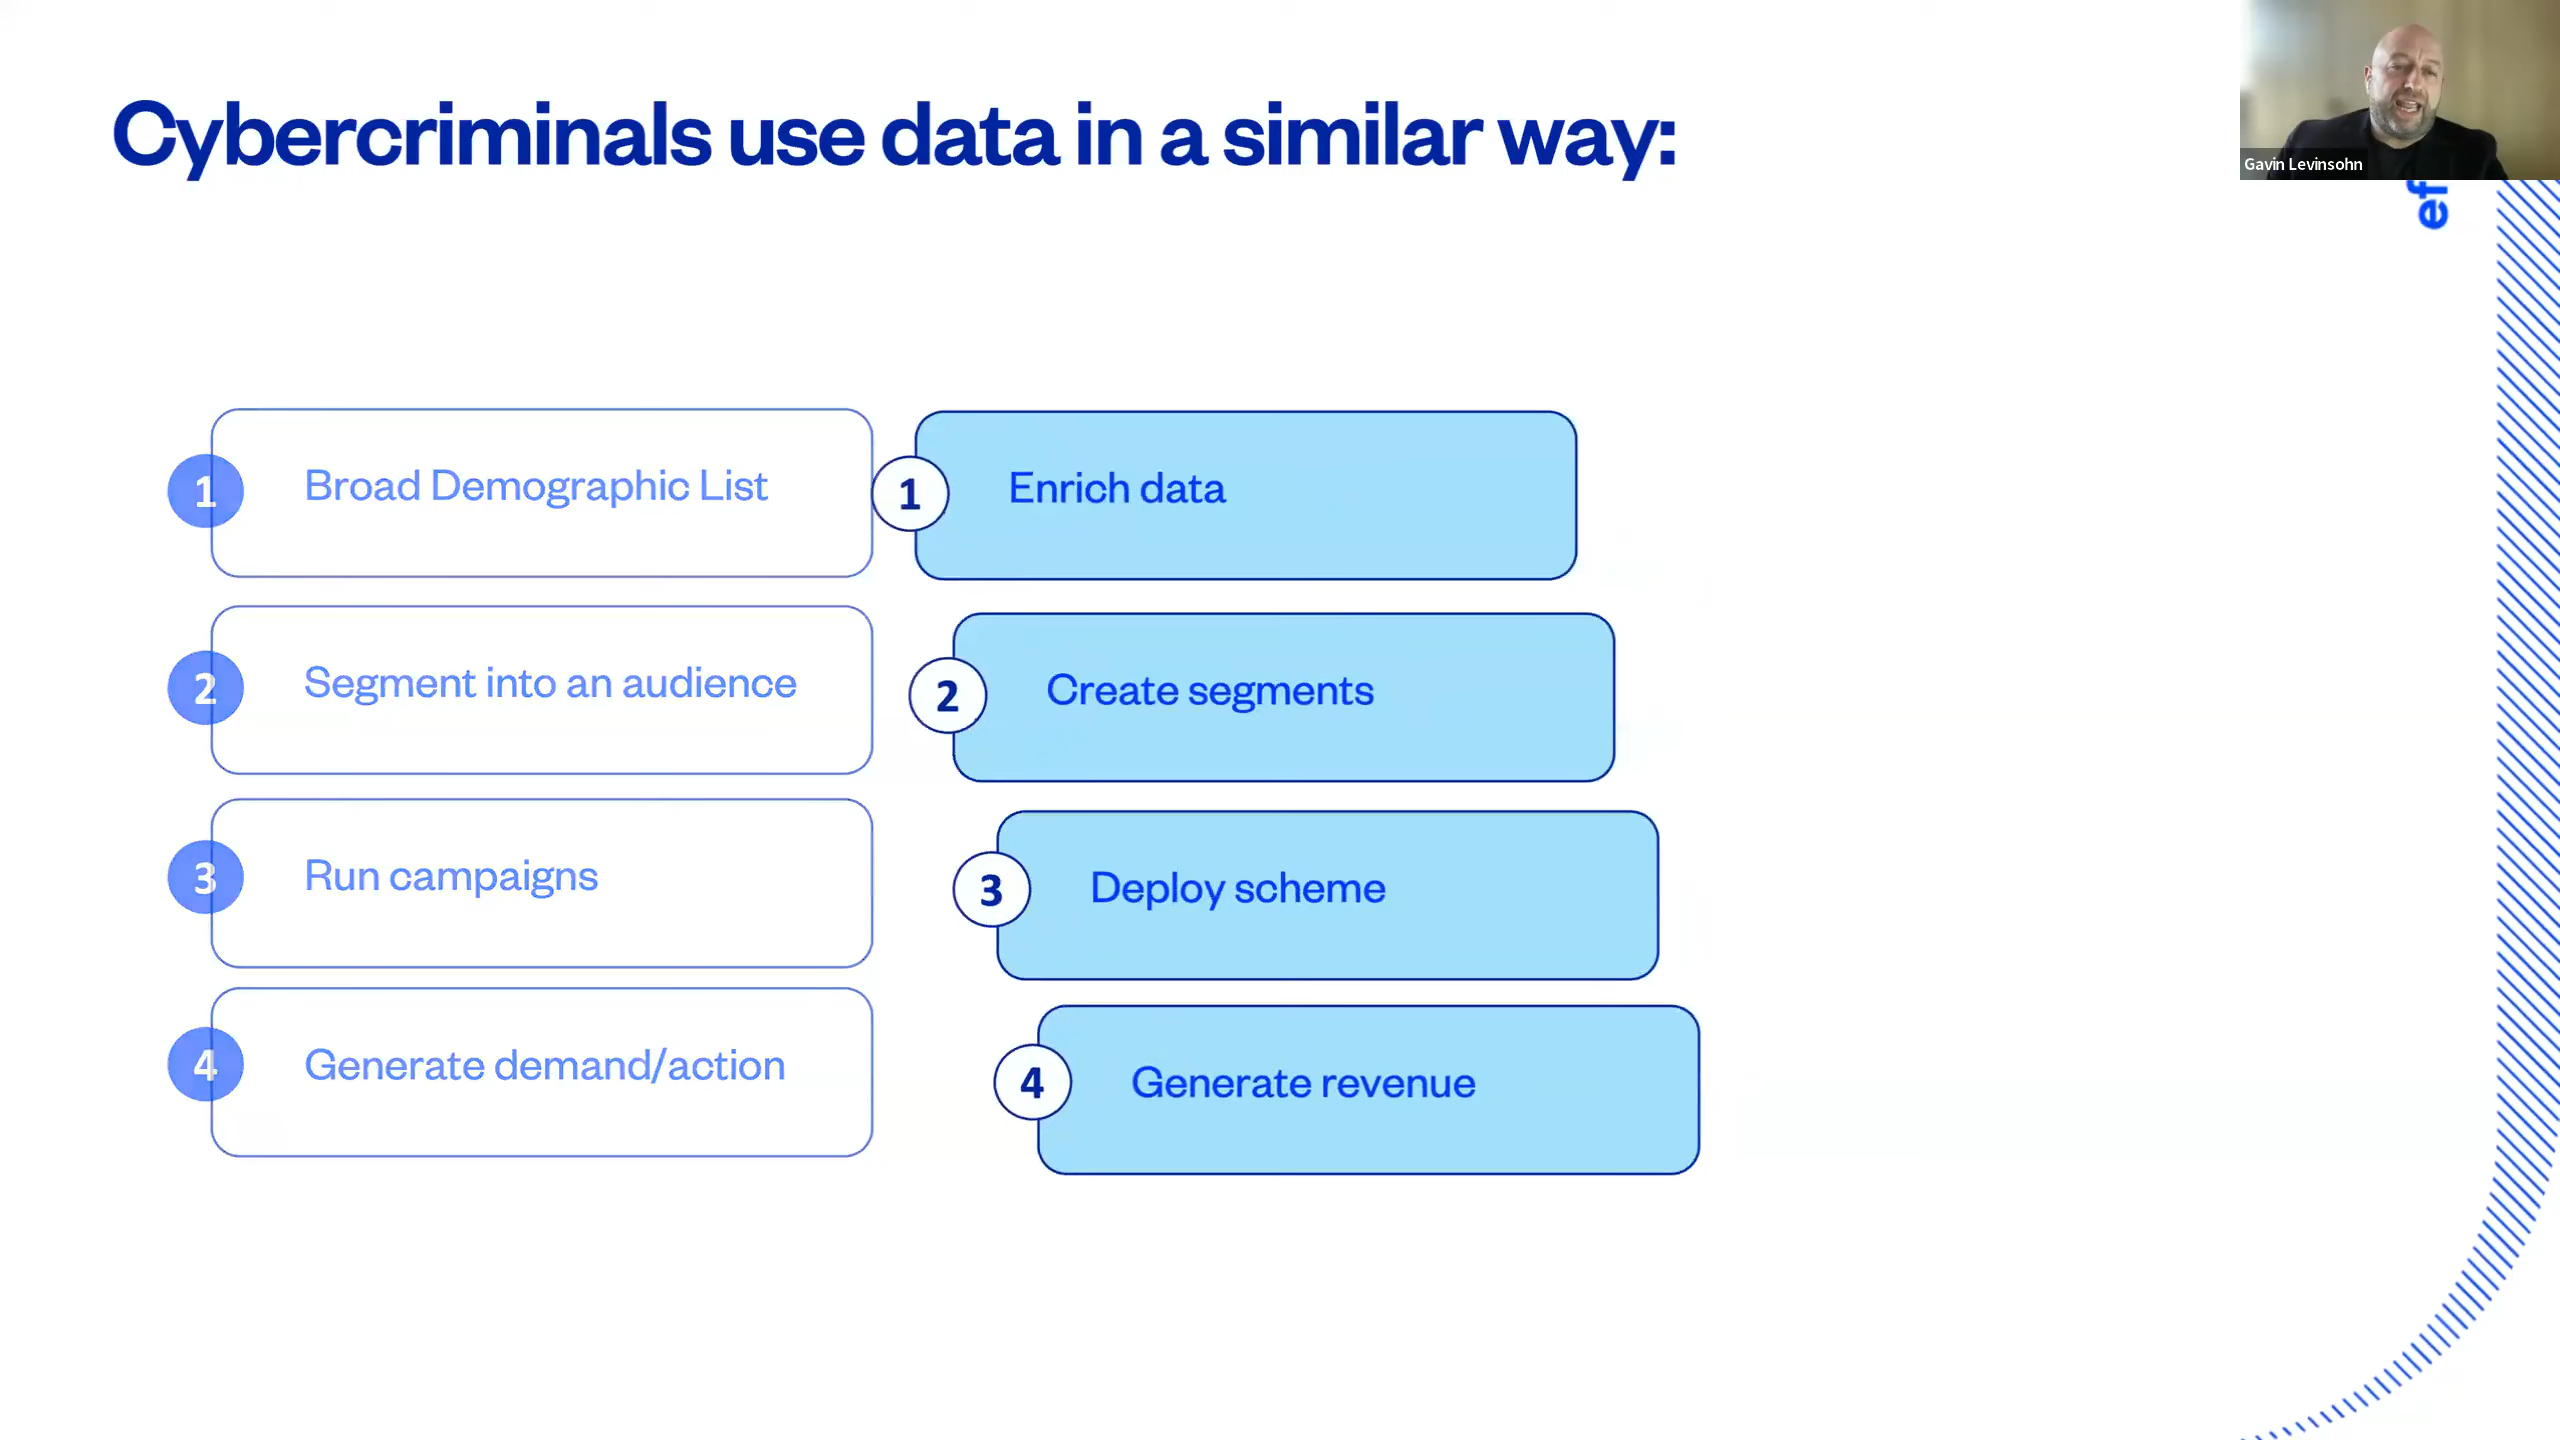 Cybercriminals use data in a similar way:
Gavin Levinsohn
ef
1 Broad Demographic List
1 Enrich data
2 Segment into an audience
2 Create segments
3 Run campaigns
3 Deploy scheme
4 Generate demand/action
4 Generate revenue